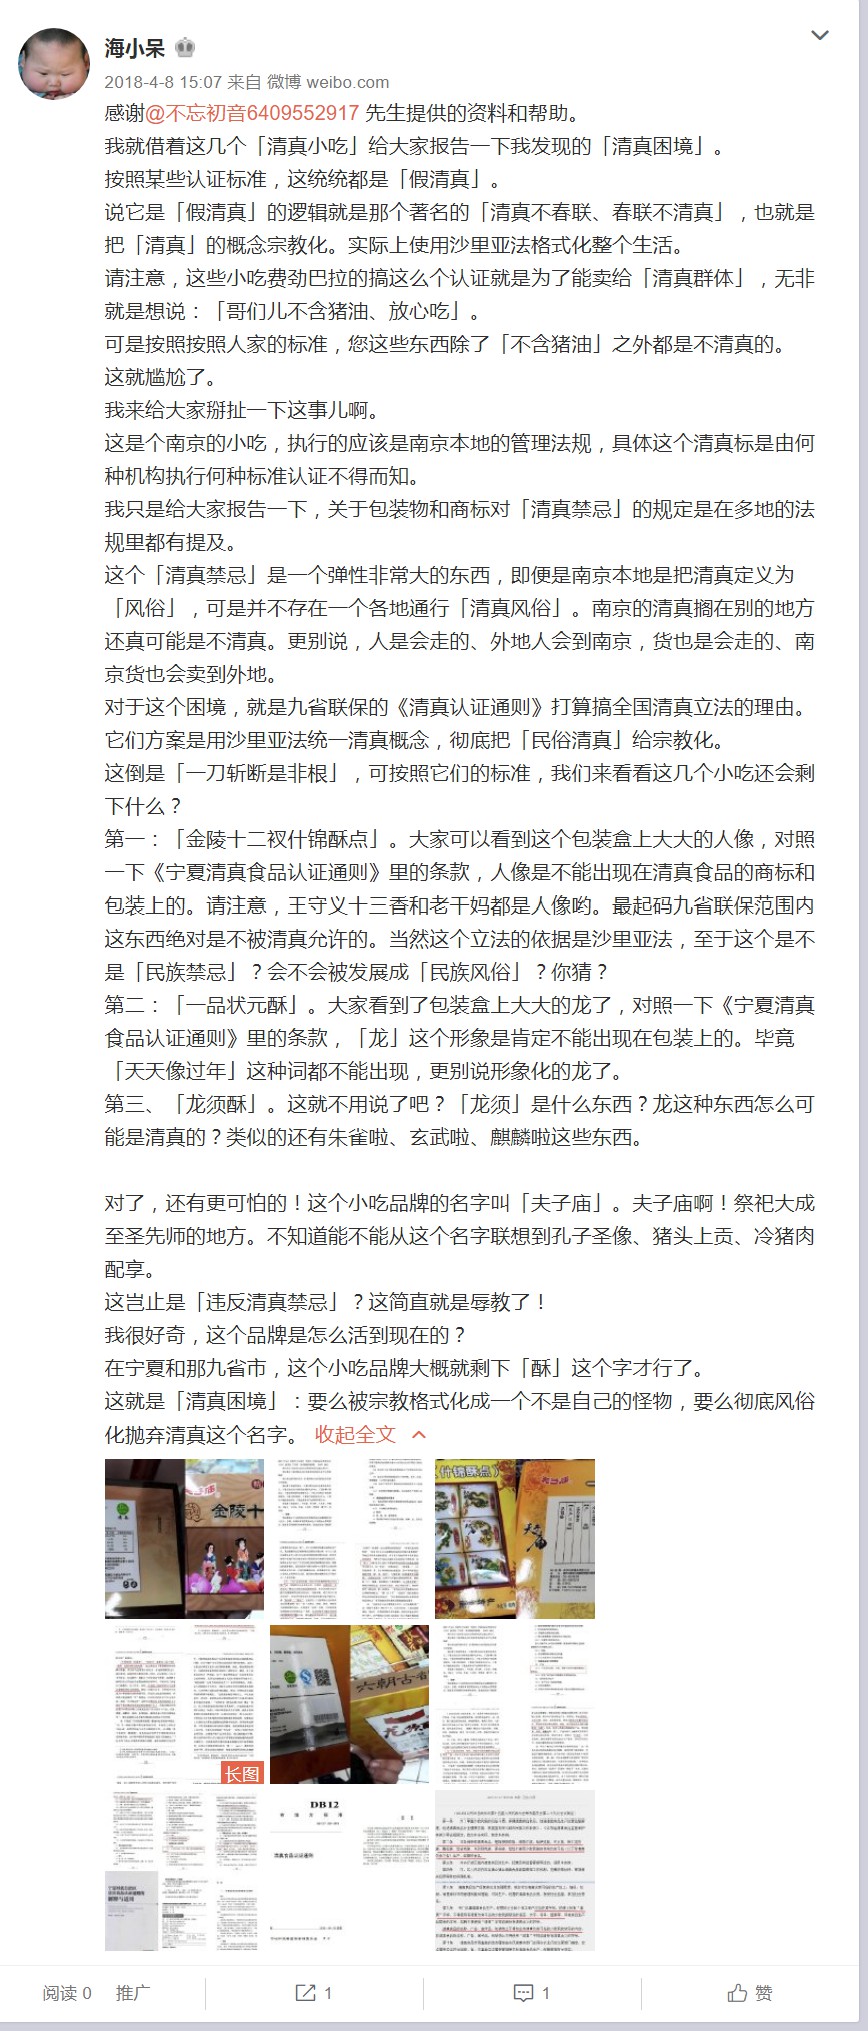 海小呆
2018-4-8 15:07 来自 微博 weibo.com
感谢@不忘初音6409552917 先生提供的资料和帮助。
我就借着这几个「清真小吃」给大家报告一下我发现的「清真困境」。
按照某些认证标准，这统统都是「假清真」。
说它是「假清真」的逻辑就是那个著名的「清真不春联、春联不清真」，也就是
把「清真」的概念宗教化。实际上使用沙里亚法格式化整个生活。
请注意，这些小吃费劲巴拉的搞这么个认证就是为了能卖给「清真群体」，无非
就是想说：「哥们儿不含猪油、放心吃」。
可是按照按照人家的标准，您这些东西除了「不含猪油」之外都是不清真的。
这就尴尬了。
我来给大家掰扯一下这事儿啊。
这是个南京的小吃，执行的应该是南京本地的管理法规，具体这个清真标是由何
种机构执行何种标准认证不得而知。
我只是给大家报告一下，关于包装物和商标对「清真禁忌」的规定是在多地的法
规里都有提及。
这个「清真禁忌」是一个弹性非常大的东西，即便是南京本地是把清真定义为
「风俗」，可是并不存在一个各地通行「清真风俗」。南京的清真搁在别的地方
还真可能是不清真。更别说，人是会走的、外地人会到南京，货也是会走的、南
京货也会卖到外地。
对于这个困境，就是九省联保的《清真认证通则》打算搞全国清真立法的理由。
它们方案是用沙里亚法统一清真概念，彻底把「民俗清真」给宗教化。
这倒是「一刀斩断是非根」，可按照它们的标准，我们来看看这几个小吃还会剩
下什么？
第一：「金陵十二衩什锦酥点」。大家可以看到这个包装盒上大大的人像，对照
一下《宁夏清真食品认证通则》里的条款，人像是不能出现在清真食品的商标和
包装上的。请注意，王守义十三香和老干妈都是人像哟。最起码九省联保范围内
这东西绝对是不被清真允许的。当然这个立法的依据是沙里亚法，至于这个是不
是「民族禁忌」？会不会被发展成「民族风俗」？你猜？
第二：「一品状元酥」。大家看到了包装盒上大大的龙了，对照一下《宁夏清真
食品认证通则》里的条款，「龙」这个形象是肯定不能出现在包装上的。毕竟
「天天像过年」这种词都不能出现，更别说形象化的龙了。
第三、「龙须酥」。这就不用说了吧？「龙须」是什么东西？龙这种东西怎么可
能是清真的？类似的还有朱雀啦、玄武啦、麒麟啦这些东西。
对了，还有更可怕的！这个小吃品牌的名字叫「夫子庙」。夫子庙啊！祭祀大成
至圣先师的地方。不知道能不能从这个名字联想到孔子圣像、猪头上贡、冷猪肉
配享。
这岂止是「违反清真禁忌」？这简直就是辱教了！
我很好奇，这个品牌是怎么活到现在的？
在宁夏和那九省市，这个小吃品牌大概就剩下「酥」这个字才行了。
这就是「清真困境」：要么被宗教格式化成一个不是自己的怪物，要么彻底风俗
化抛弃清真这个名字。 收起全文
金陵十
什锦酥点）
长图
六朝古都
DB12
阅读 0 推广 1 1 赞